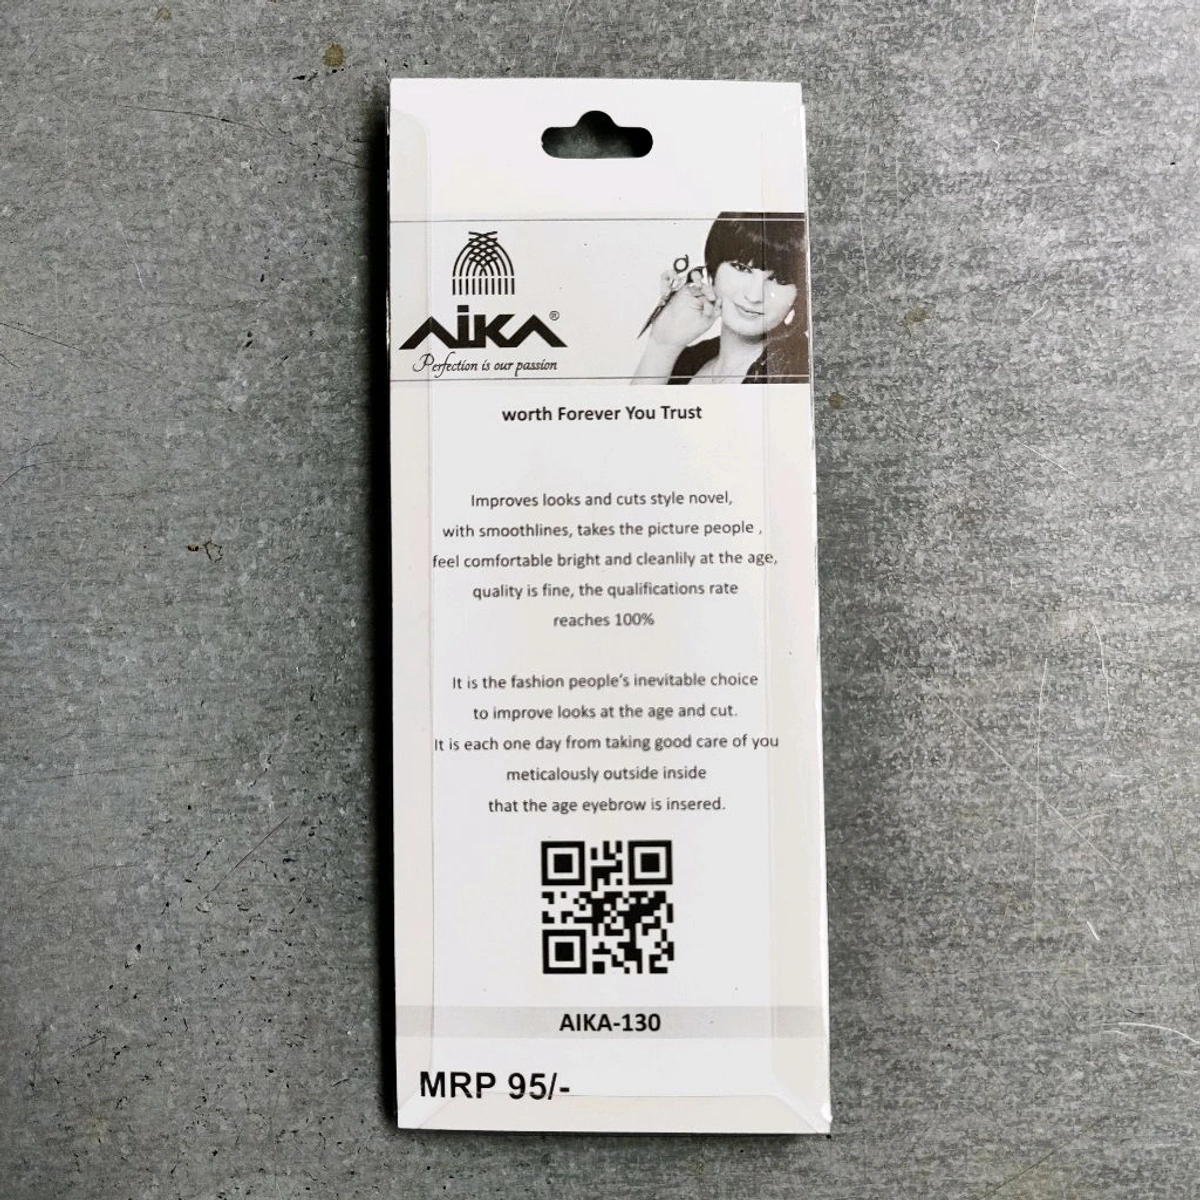 AiKA®
Perfection is our passion
worth Forever You Trust
Improves looks and cuts style novel,
with smoothlines, takes the picture people ,
feel comfortable bright and cleanlily at the age,
quality is fine, the qualifications rate
reaches 100%
It is the fashion people's inevitable choice
to improve looks at the age and cut.
It is each one day from taking good care of you
meticalously outside inside
that the age eyebrow is insered.
AIKA-130
MRP 95/-